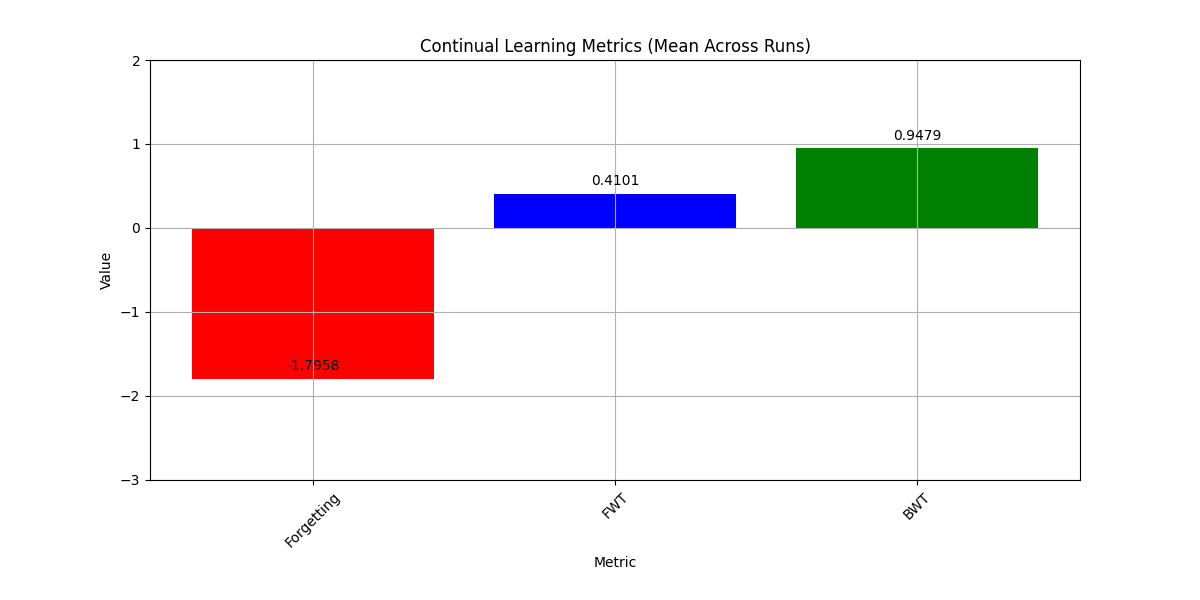 Continual Learning Metrics (Mean Across Runs)
2
1
0
−1
−2
−3
Value
0.9479
0.4101
-1.7958
Forgetting
FWT
BWT
Metric